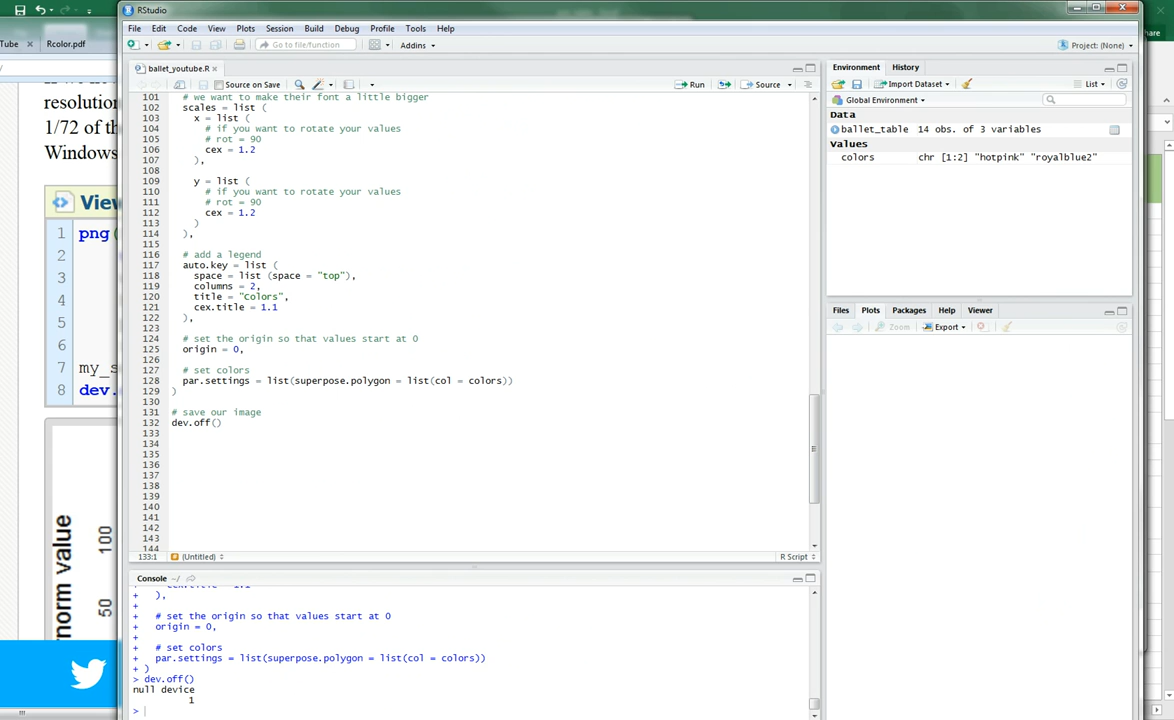 RStudio
File Edit Code View Plots Session Build Debug Profile Tools Help
Tube Rcolor.pdf
Go to file/function Addins Project: (None)
hare
resolution
1/72 of th
Windows
View
1 png(
2
3
4
5
6
7 my_s
8 dev.
norm value
100
50
ballet_youtube.R
Source on Save Run Source
101 # we want to make their font a little bigger
102 scales = list (
103 x = list (
104 # if you want to rotate your values
105 # rot = 90
106 cex = 1.2
107 ),
108
109 y = list (
110 # if you want to rotate your values
111 # rot = 90
112 cex = 1.2
113 )
114 ),
115
116 # add a legend
117 auto.key = list (
118 space = list (space = "top"),
119 columns = 2,
120 title = "Colors",
121 cex.title = 1.1
122 ),
123
124 # set the origin so that values start at 0
125 origin = 0,
126
127 # set colors
128 par.settings = list(superpose.polygon = list(col = colors))
129 )
130
131 # save our image
132 dev.off()
133
134
135
136
137
138
139
140
141
142
143
144
133:1 (Untitled) R Script
Console ~/
+ ),
+
+ # set the origin so that values start at 0
+ origin = 0,
+
+ # set colors
+ par.settings = list(superpose.polygon = list(col = colors))
+ )
> dev.off()
null device
1
>
Environment History
Import Dataset List
Global Environment
Data
ballet_table 14 obs. of 3 variables
Values
colors chr [1:2] "hotpink" "royalblue2"
Files Plots Packages Help Viewer
Zoom Export